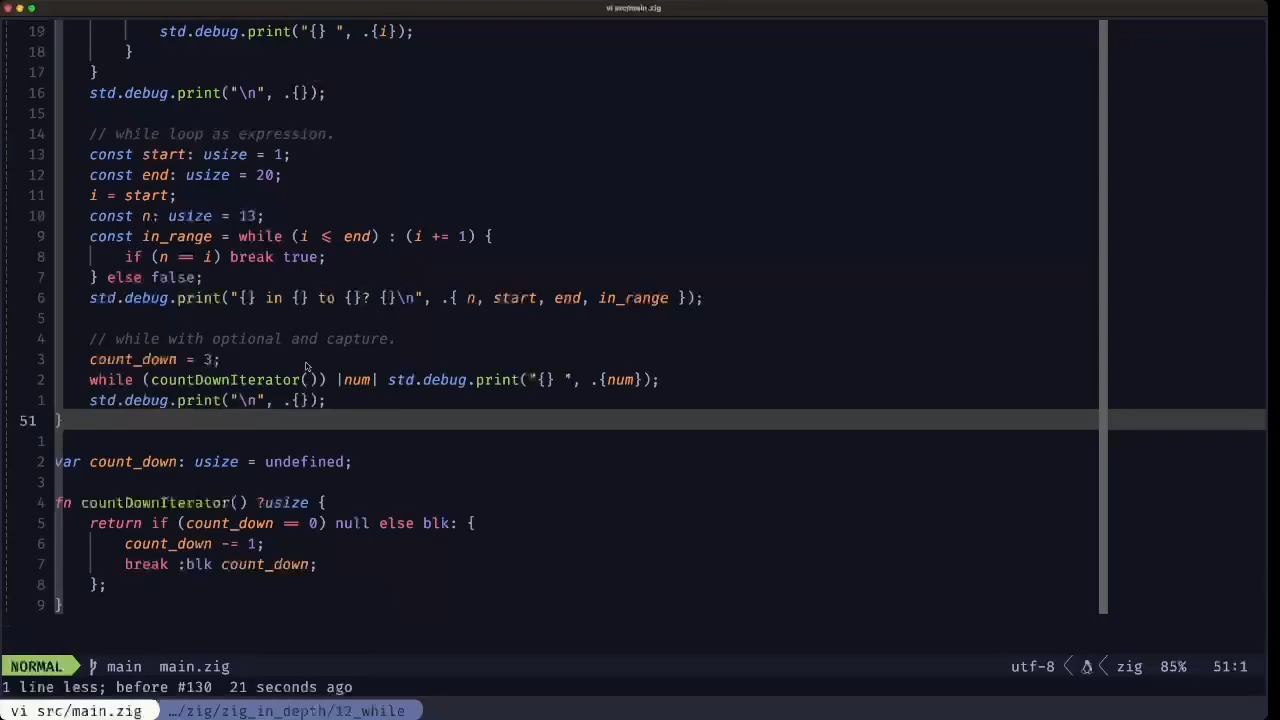 vi src/main.zig
19 std.debug.print("{} ", .{i});
18 }
17 }
16 std.debug.print("\n", .{});
15
14 // while loop as expression.
13 const start: usize = 1;
12 const end: usize = 20;
11 i = start;
10 const n: usize = 13;
9 const in_range = while (i <= end) : (i += 1) {
8 if (n == i) break true;
7 } else false;
6 std.debug.print("{} in {} to {}? {}\n", .{ n, start, end, in_range });
5
4 // while with optional and capture.
3 count_down = 3;
2 while (countDownIterator()) |num| std.debug.print("{} ", .{num});
1 std.debug.print("\n", .{});
51 }
1
2 var count_down: usize = undefined;
3
4 fn countDownIterator() ?usize {
5 return if (count_down == 0) null else blk: {
6 count_down -= 1;
7 break :blk count_down;
8 };
9 }
NORMAL main main.zig utf-8 zig 85% 51:1
1 line less; before #130 21 seconds ago
vi src/main.zig …/zig/zig_in_depth/12_while